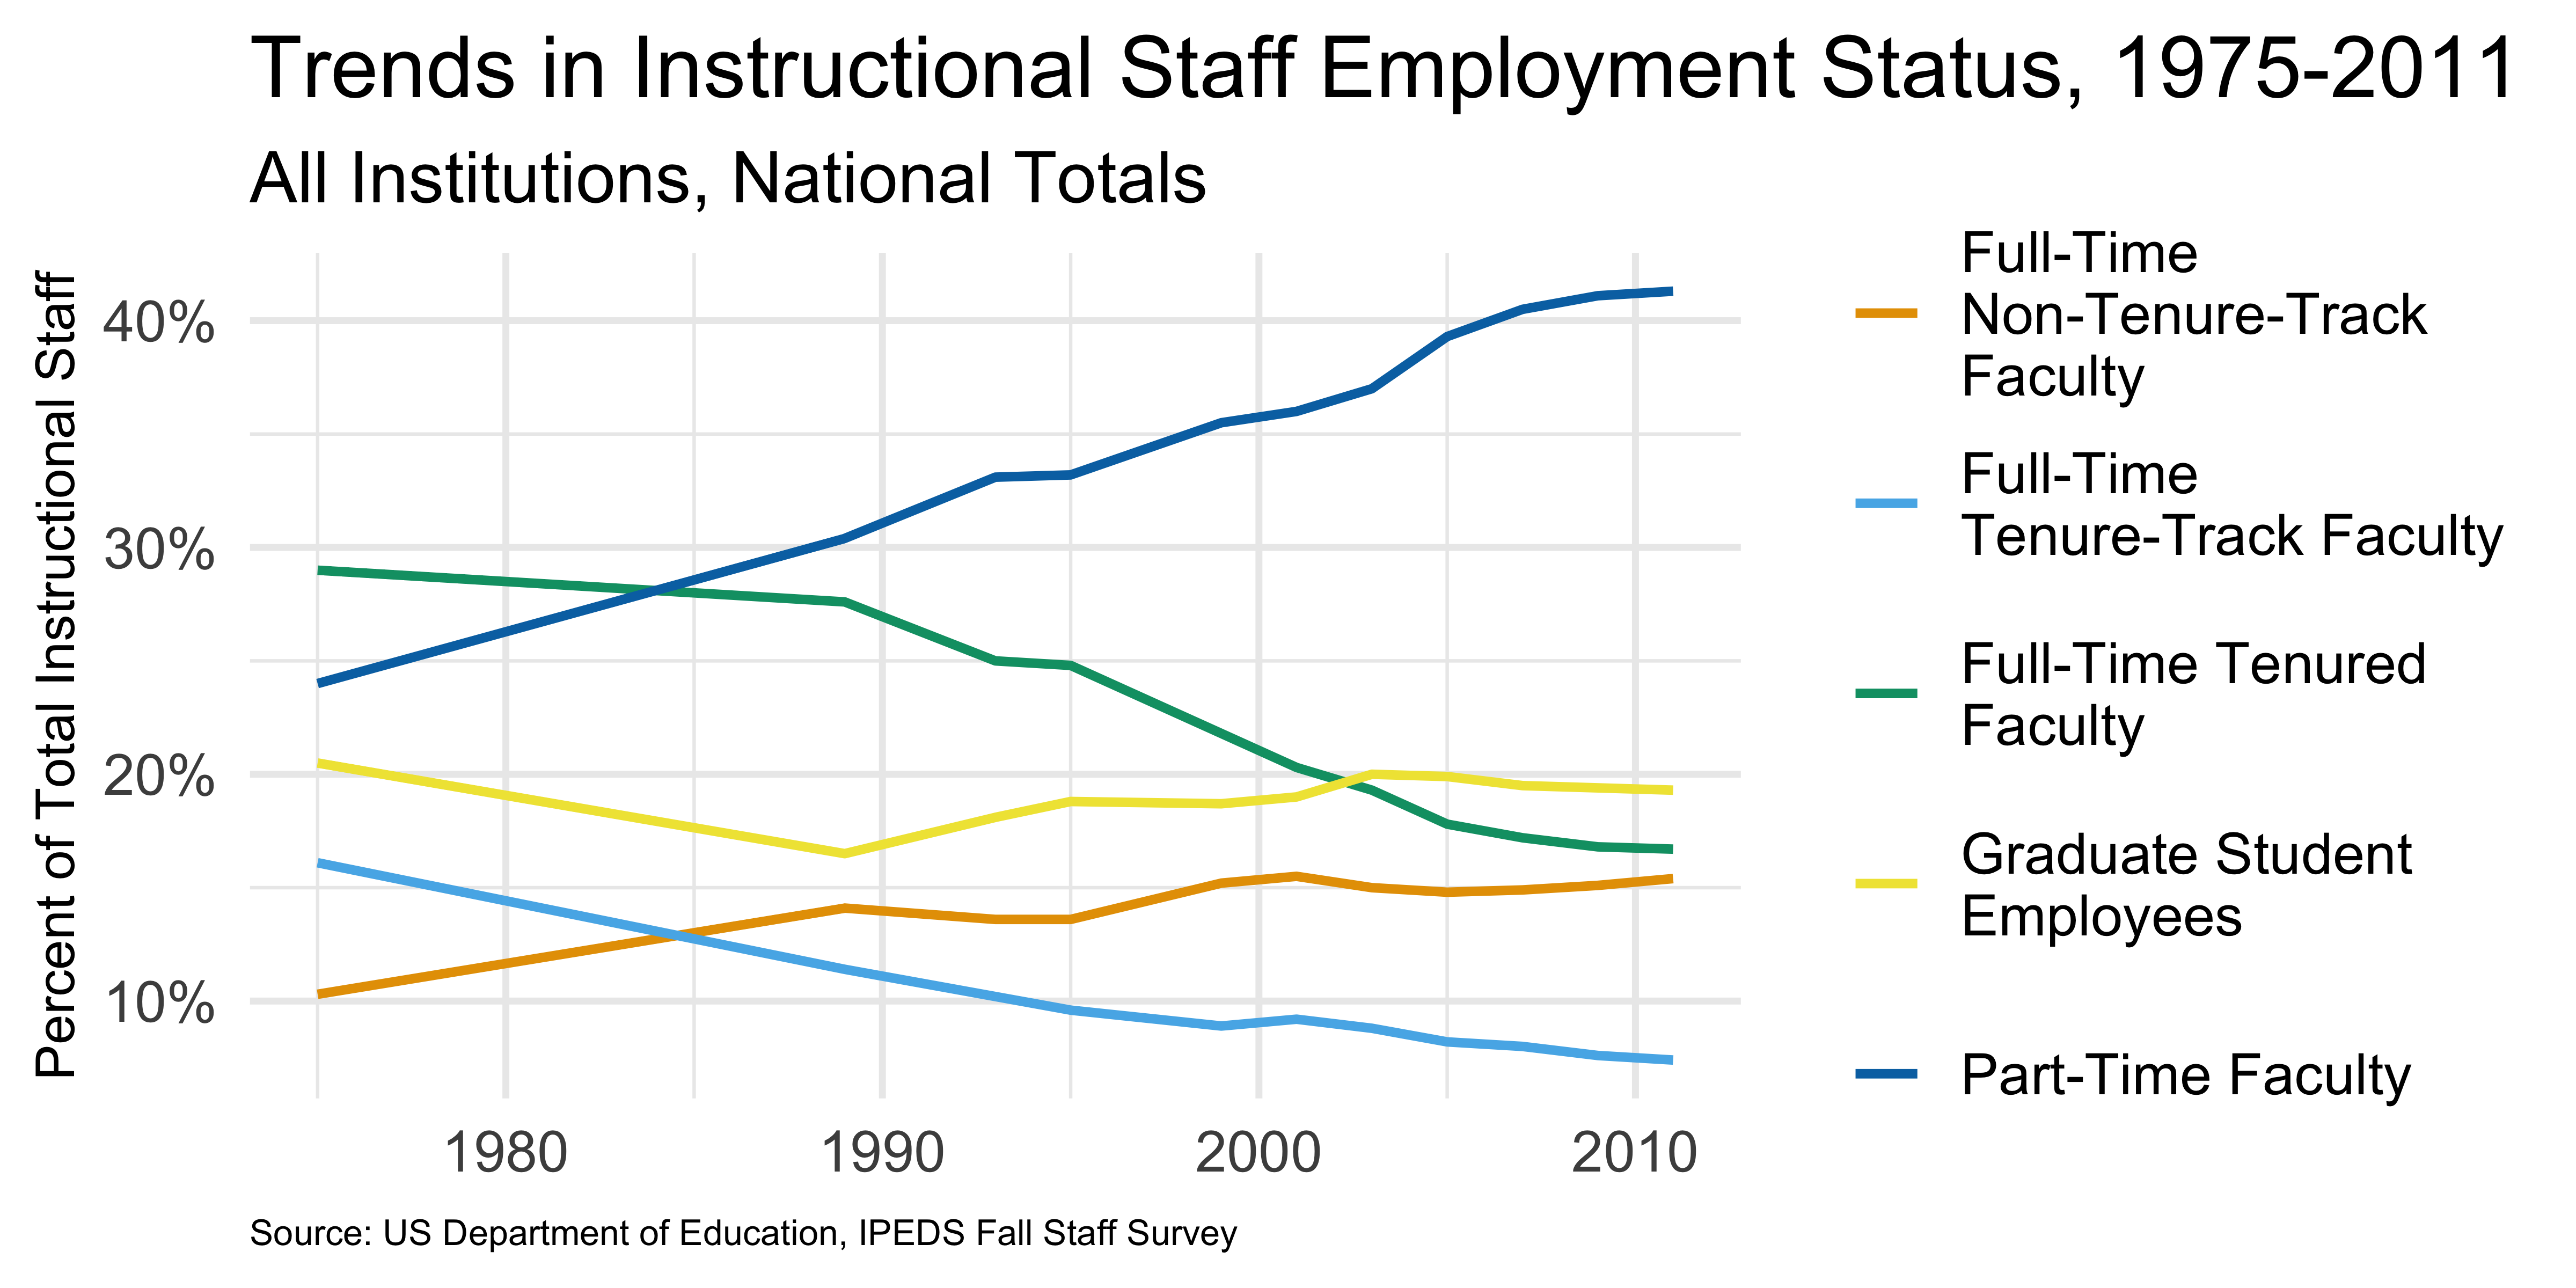 Trends in Instructional Staff Employment Status, 1975-2011
All Institutions, National Totals
Percent of Total Instructional Staff
40%
30%
20%
10%
1980
1990
2000
2010
Full-Time
Non-Tenure-Track
Faculty
Full-Time
Tenure-Track Faculty
Full-Time Tenured
Faculty
Graduate Student
Employees
Part-Time Faculty
Source: US Department of Education, IPEDS Fall Staff Survey